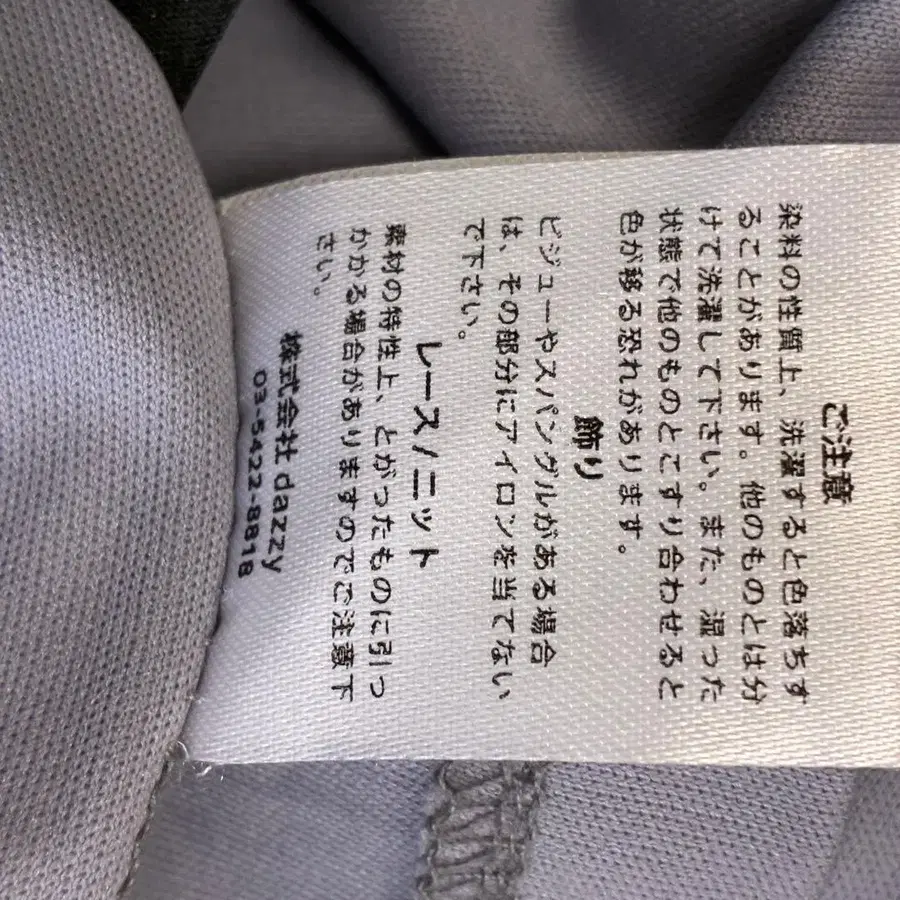 ご注意
染料の性質上、洗濯すると色落ちす
ることがあります。他のものとは分
けて洗濯して下さい。また、湿った
状態で他のものとこすり合わせると
色が移る恐れがあります。
飾り
ビジューやスパングルがある場合
は、その部分にアイロンを当てない
で下さい。
レース/ニット
素材の特性上、とがったものに引っ
かかる場合がありますのでご注意下
さい。
株式会社dazzy
03-5422-8818